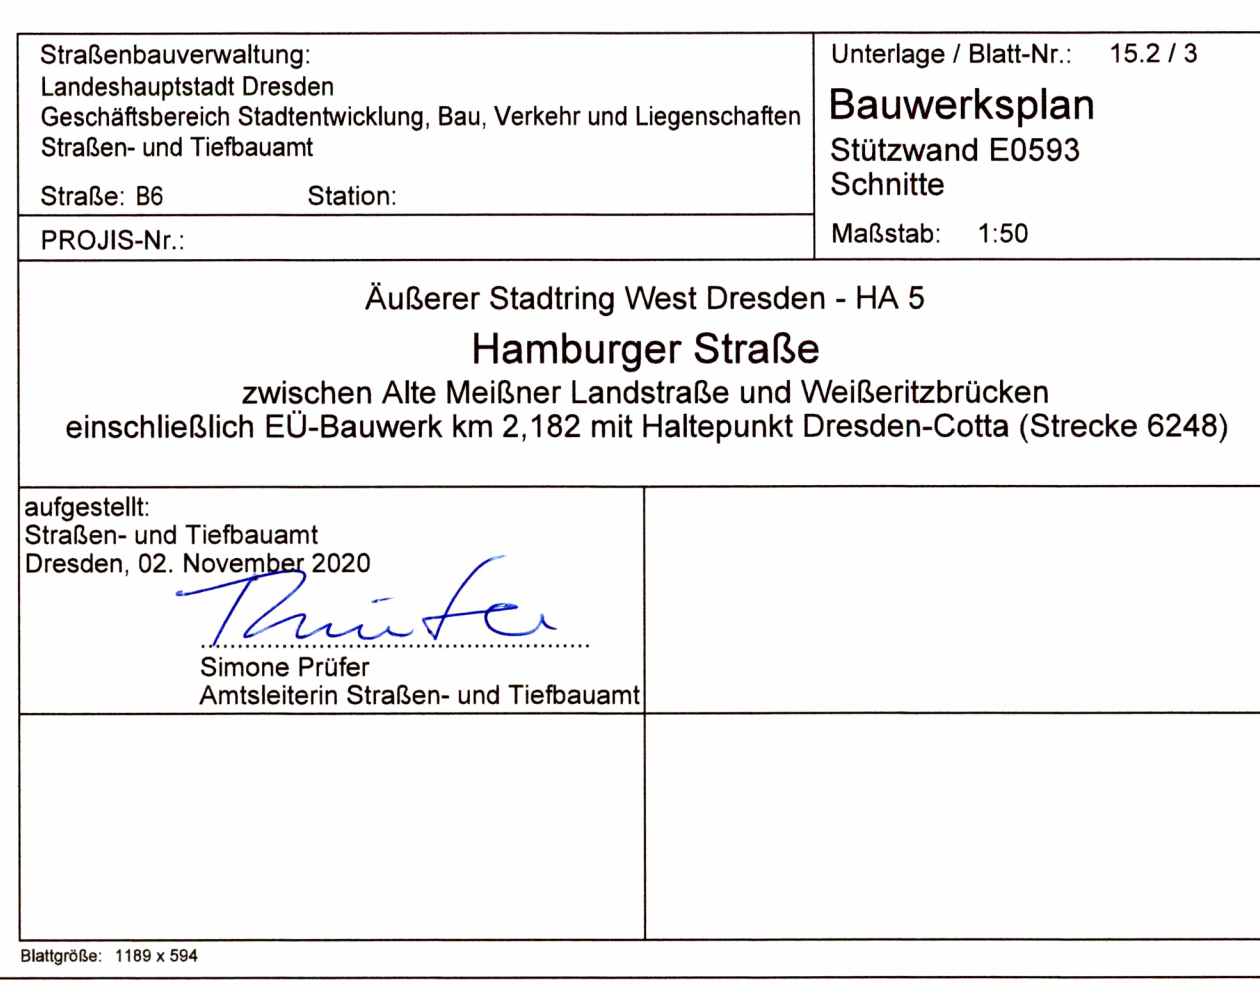 Straßenbauverwaltung:
Landeshauptstadt Dresden
Geschäftsbereich Stadtentwicklung, Bau, Verkehr und Liegenschaften
Straßen- und Tiefbauamt
Straße: B6 Station:
PROJIS-Nr.:
Unterlage / Blatt-Nr.: 15.2 / 3
Bauwerksplan
Stützwand E0593
Schnitte
Maßstab: 1:50
Äußerer Stadtring West Dresden - HA 5
Hamburger Straße
zwischen Alte Meißner Landstraße und Weißeritzbrücken
einschließlich EÜ-Bauwerk km 2,182 mit Haltepunkt Dresden-Cotta (Strecke 6248)
aufgestellt:
Straßen- und Tiefbauamt
Dresden, 02. November 2020
Prüfer
Simone Prüfer
Amtsleiterin Straßen- und Tiefbauamt
Blattgröße: 1189 x 594